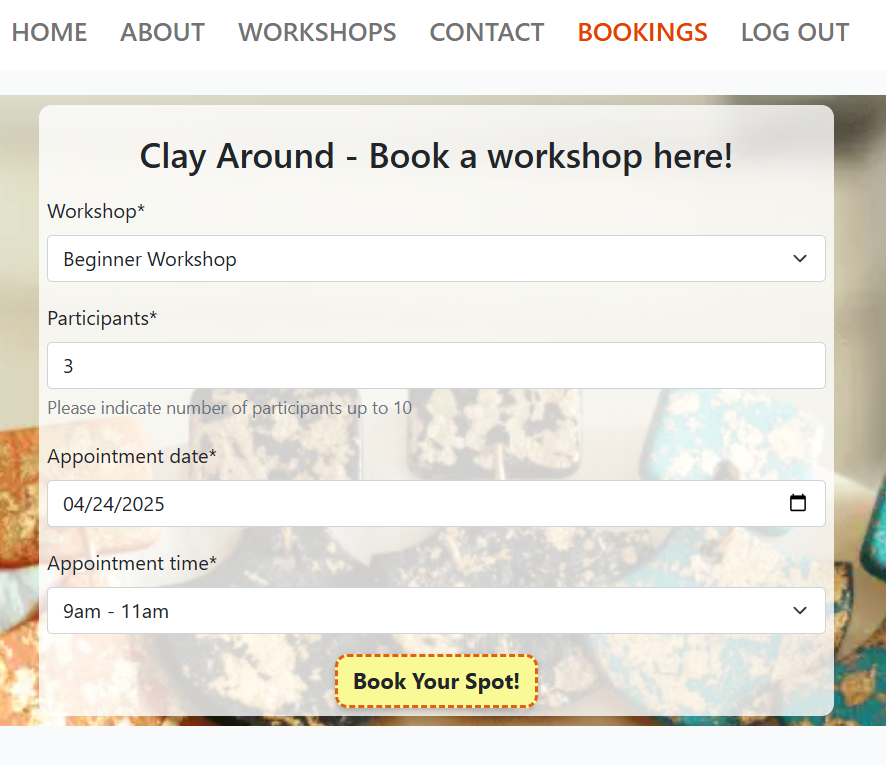 HOME ABOUT WORKSHOPS CONTACT BOOKINGS LOG OUT
Clay Around - Book a workshop here!
Workshop*
Beginner Workshop
Participants*
3
Please indicate number of participants up to 10
Appointment date*
04/24/2025
Appointment time*
9am - 11am
Book Your Spot!